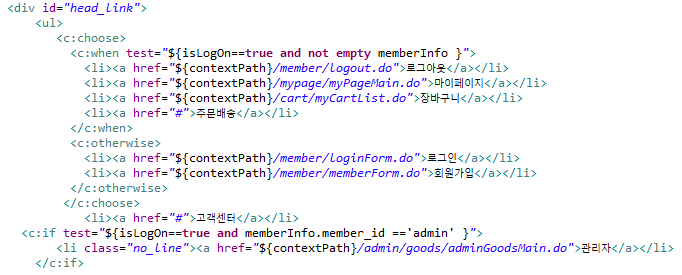 <div id="head_link">
<ul>
<c:choose>
<c:when test="${isLogOn==true and not empty memberInfo }">
<li><a href="${contextPath}/member/logout.do">로그아웃</a></li>
<li><a href="${contextPath}/mypage/myPageMain.do">마이페이지</a></li>
<li><a href="${contextPath}/cart/myCartList.do">장바구니</a></li>
<li><a href="#">주문배송</a></li>
</c:when>
<c:otherwise>
<li><a href="${contextPath}/member/loginForm.do">로그인</a></li>
<li><a href="${contextPath}/member/memberForm.do">회원가입</a></li>
</c:otherwise>
</c:choose>
<li><a href="#">고객센터</a></li>
<c:if test="${isLogOn==true and memberInfo.member_id =='admin' }">
<li class="no_line"><a href="${contextPath}/admin/goods/adminGoodsMain.do">관리자</a></li>
</c:if>